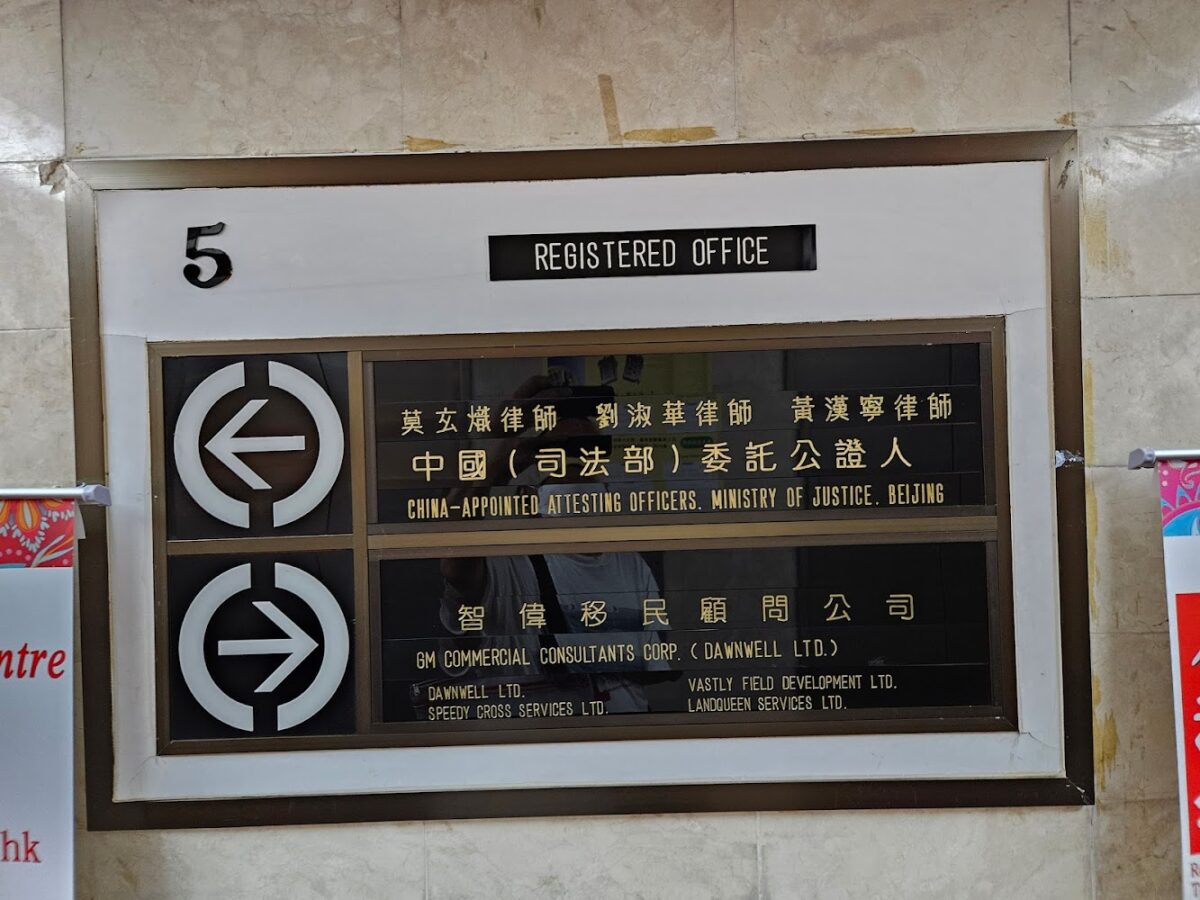 5
REGISTERED OFFICE
莫玄熾律師 劉淑華律師 黃漢寧律師
中國（司法部）委託公證人
CHINA-APPOINTED ATTESTING OFFICERS. MINISTRY OF JUSTICE. BEIJING
智偉移民顧問公司
GM COMMERCIAL CONSULTANTS CORP. (DAWNWELL LTD.)
DAWNWELL LTD. VASTLY FIELD DEVELOPMENT LTD.
SPEEDY CROSS SERVICES LTD. LANDQUEEN SERVICES LTD.
ntre
hk